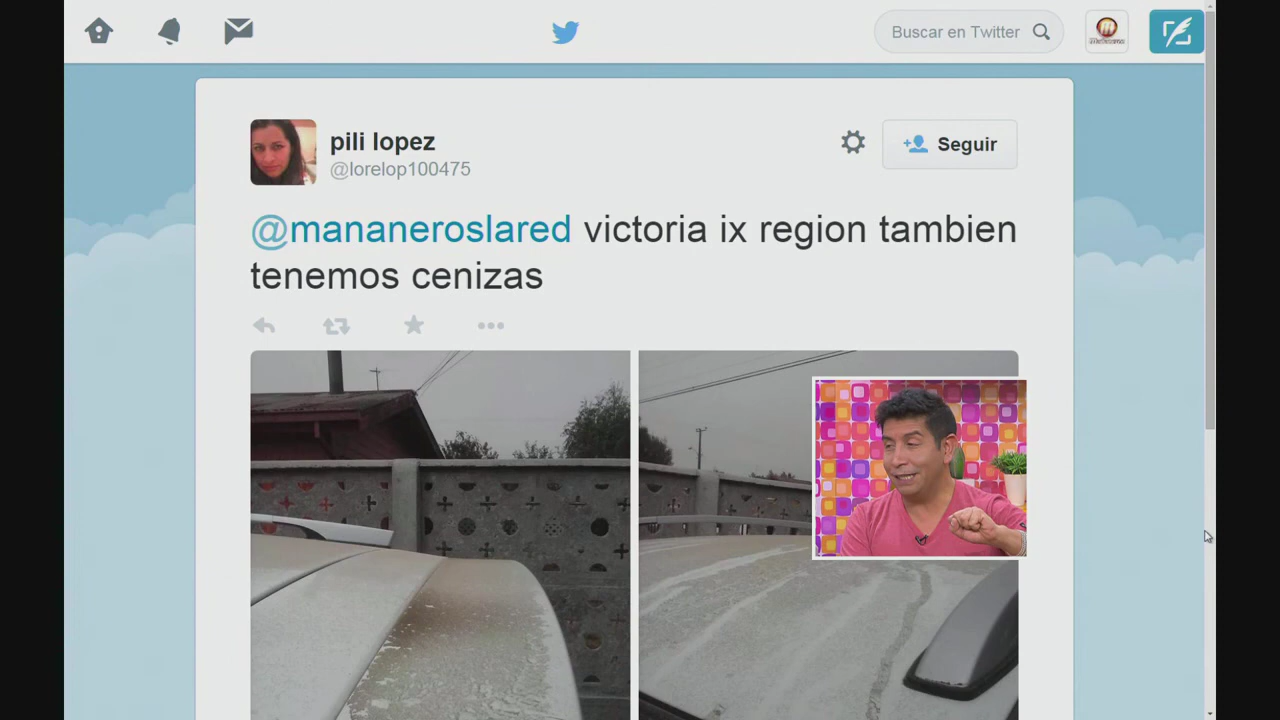 Buscar en Twitter
pili lopez
@lorelop100475
Seguir
@mananeroslared victoria ix region tambien
tenemos cenizas